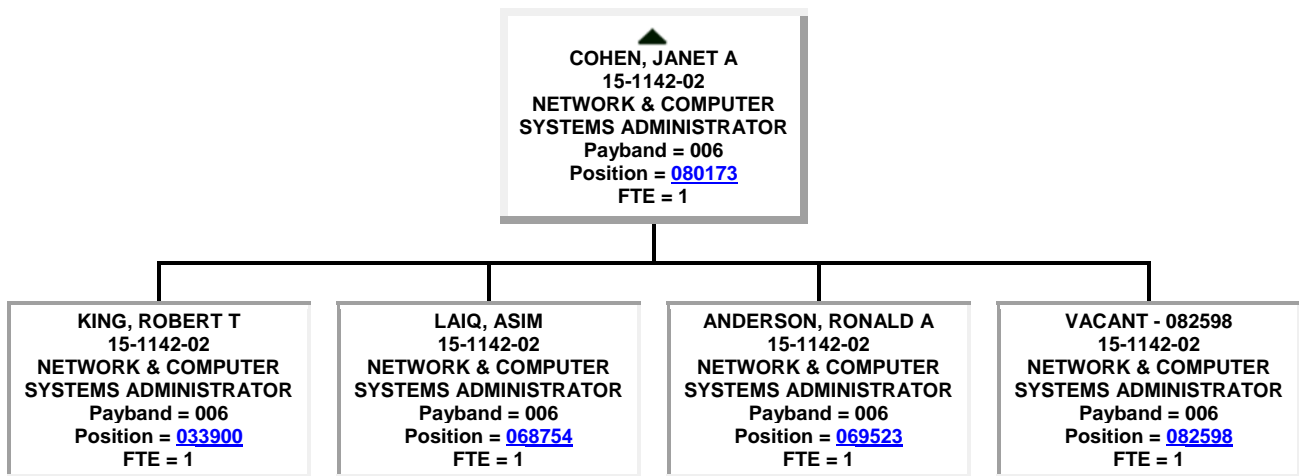 COHEN, JANET A
15-1142-02
NETWORK & COMPUTER
SYSTEMS ADMINISTRATOR
Payband = 006
Position = 080173
FTE = 1
KING, ROBERT T
15-1142-02
NETWORK & COMPUTER
SYSTEMS ADMINISTRATOR
Payband = 006
Position = 033900
FTE = 1
LAIQ, ASIM
15-1142-02
NETWORK & COMPUTER
SYSTEMS ADMINISTRATOR
Payband = 006
Position = 068754
FTE = 1
ANDERSON, RONALD A
15-1142-02
NETWORK & COMPUTER
SYSTEMS ADMINISTRATOR
Payband = 006
Position = 069523
FTE = 1
VACANT - 082598
15-1142-02
NETWORK & COMPUTER
SYSTEMS ADMINISTRATOR
Payband = 006
Position = 082598
FTE = 1